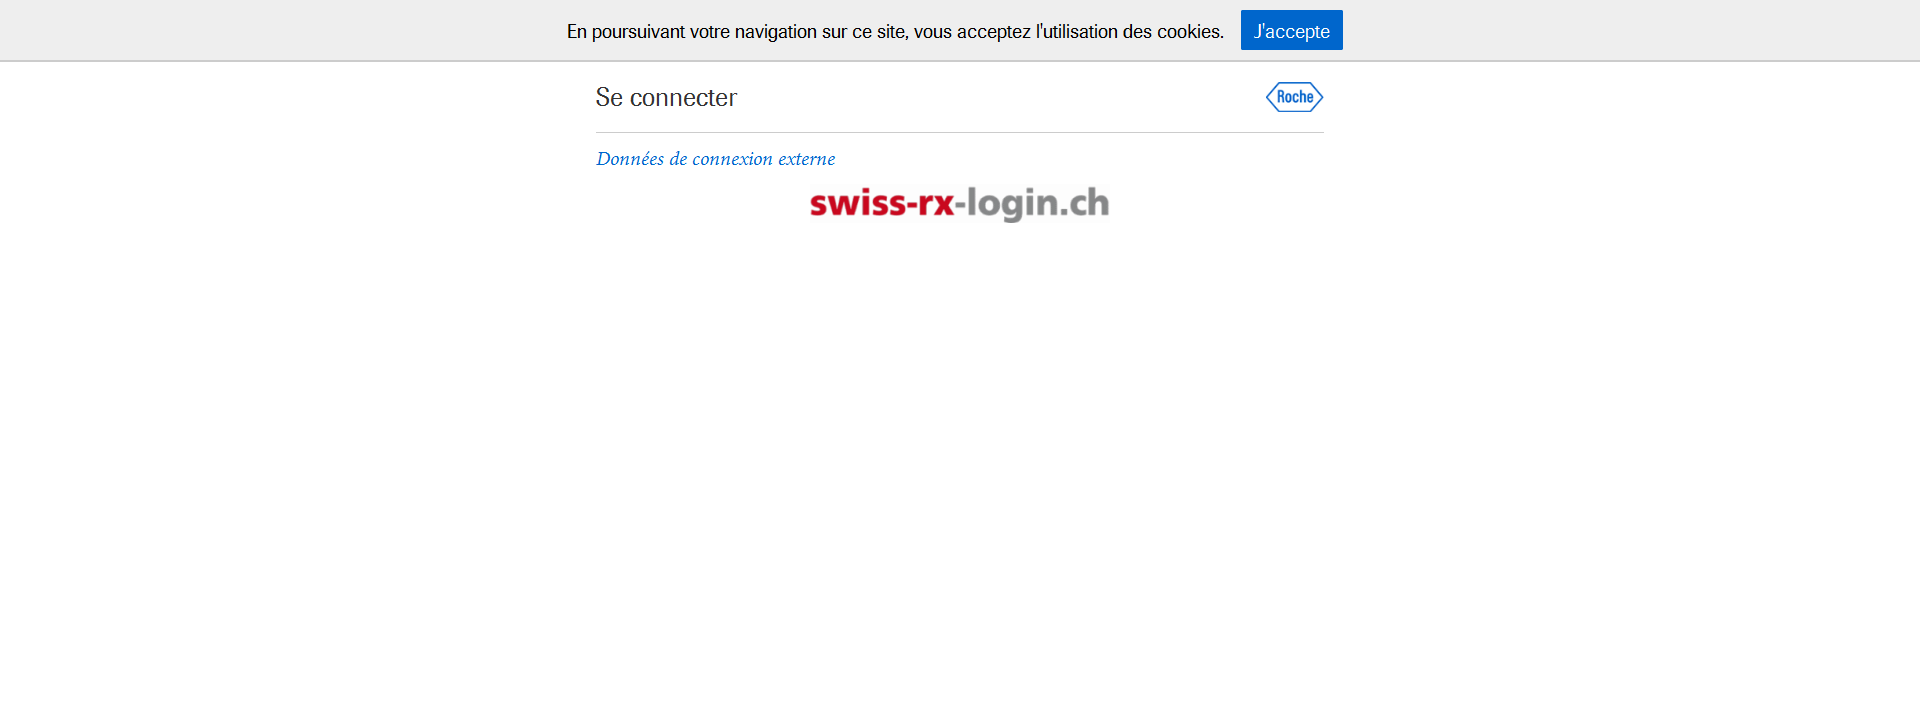 En poursuivant votre navigation sur ce site, vous acceptez l'utilisation des cookies. J'accepte
Se connecter
Roche
Données de connexion externe
swiss-rx-login.ch